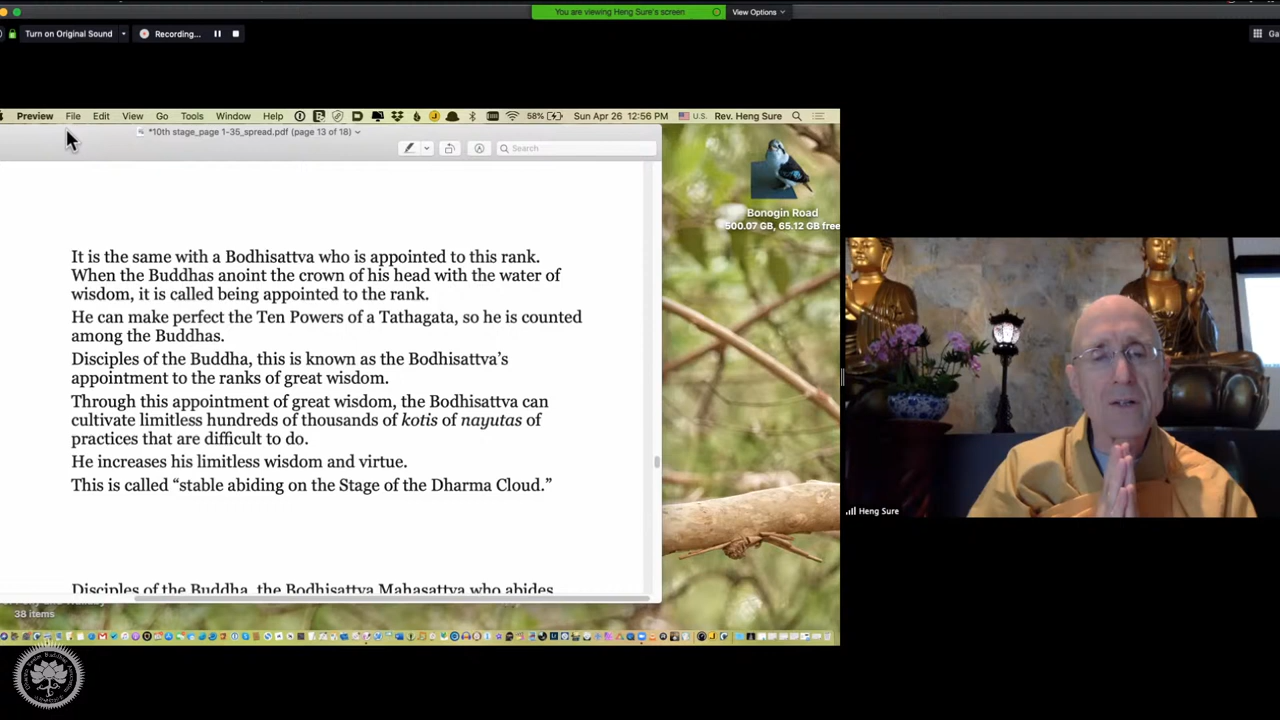 You are viewing Heng Sure's screen
View Options
Turn on Original Sound
Recording...
Ga
Preview File Edit View Go Tools Window Help 58% Sun Apr 26 12:56 PM U.S. Rev. Heng Sure
*10th stage_page 1-35_spread.pdf (page 13 of 18)
Search
Bonogin Road
500.07 GB, 65.12 GB free
It is the same with a Bodhisattva who is appointed to this rank.
When the Buddhas anoint the crown of his head with the water of
wisdom, it is called being appointed to the rank.
He can make perfect the Ten Powers of a Tathagata, so he is counted
among the Buddhas.
Disciples of the Buddha, this is known as the Bodhisattva’s
appointment to the ranks of great wisdom.
Through this appointment of great wisdom, the Bodhisattva can
cultivate limitless hundreds of thousands of kotis of nayutas of
practices that are difficult to do.
He increases his limitless wisdom and virtue.
This is called “stable abiding on the Stage of the Dharma Cloud.”
Disciples of the Buddha, the Bodhisattva Mahasattva who abides
38 items
Heng Sure